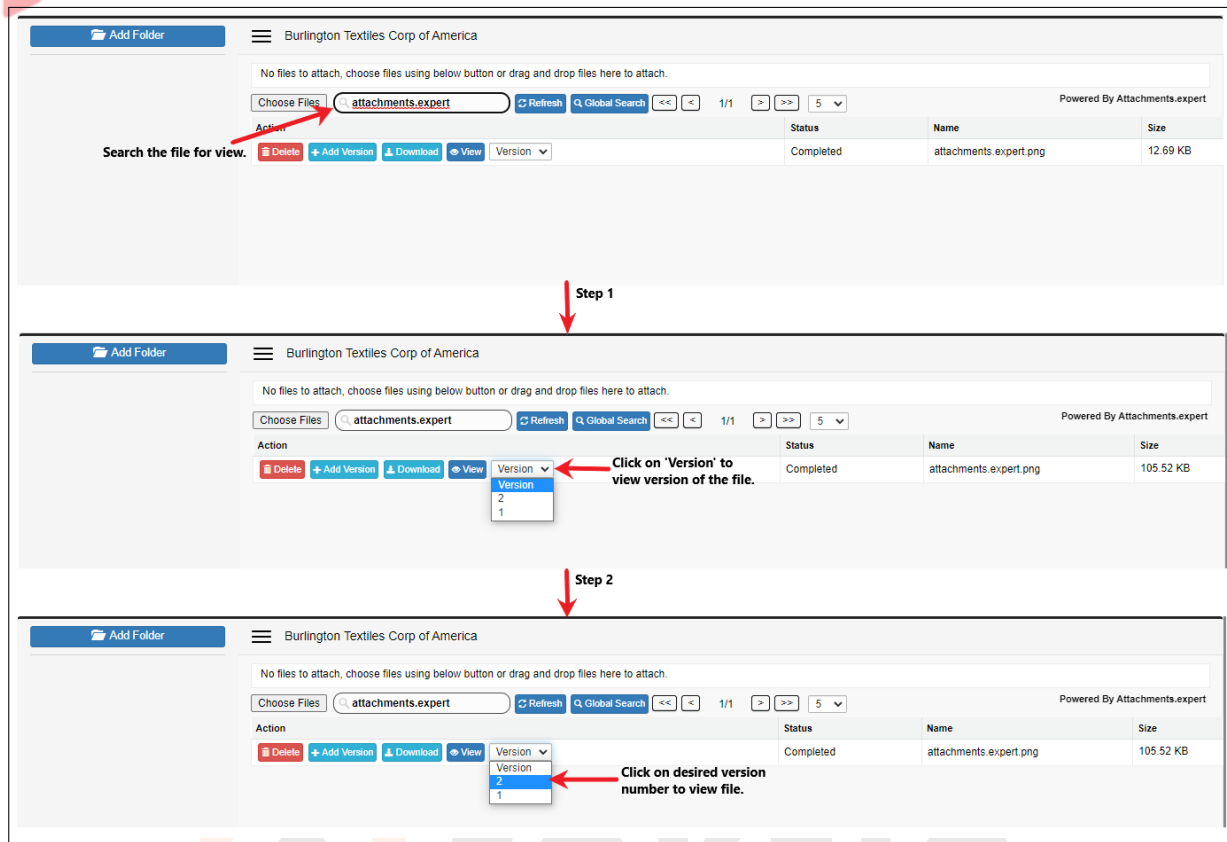 Add Folder
Burlington Textiles Corp of America
No files to attach, choose files using below button or drag and drop files here to attach.
Choose Files attachments.expert Refresh Global Search << < 1/1 > >> 5 Powered By Attachments.expert
Action Status Name Size
Search the file for view. Delete + Add Version Download View Version Completed attachments.expert.png 12.69 KB
Step 1
Add Folder
Burlington Textiles Corp of America
No files to attach, choose files using below button or drag and drop files here to attach.
Choose Files attachments.expert Refresh Global Search << < 1/1 > >> 5 Powered By Attachments.expert
Action Status Name Size
Delete + Add Version Download View Version Completed attachments.expert.png 105.52 KB
Click on 'Version' to
view version of the file.
Version
2
1
Step 2
Add Folder
Burlington Textiles Corp of America
No files to attach, choose files using below button or drag and drop files here to attach.
Choose Files attachments.expert Refresh Global Search << < 1/1 > >> 5 Powered By Attachments.expert
Action Status Name Size
Delete + Add Version Download View Version Completed attachments.expert.png 105.52 KB
Version
2
1
Click on desired version
number to view file.